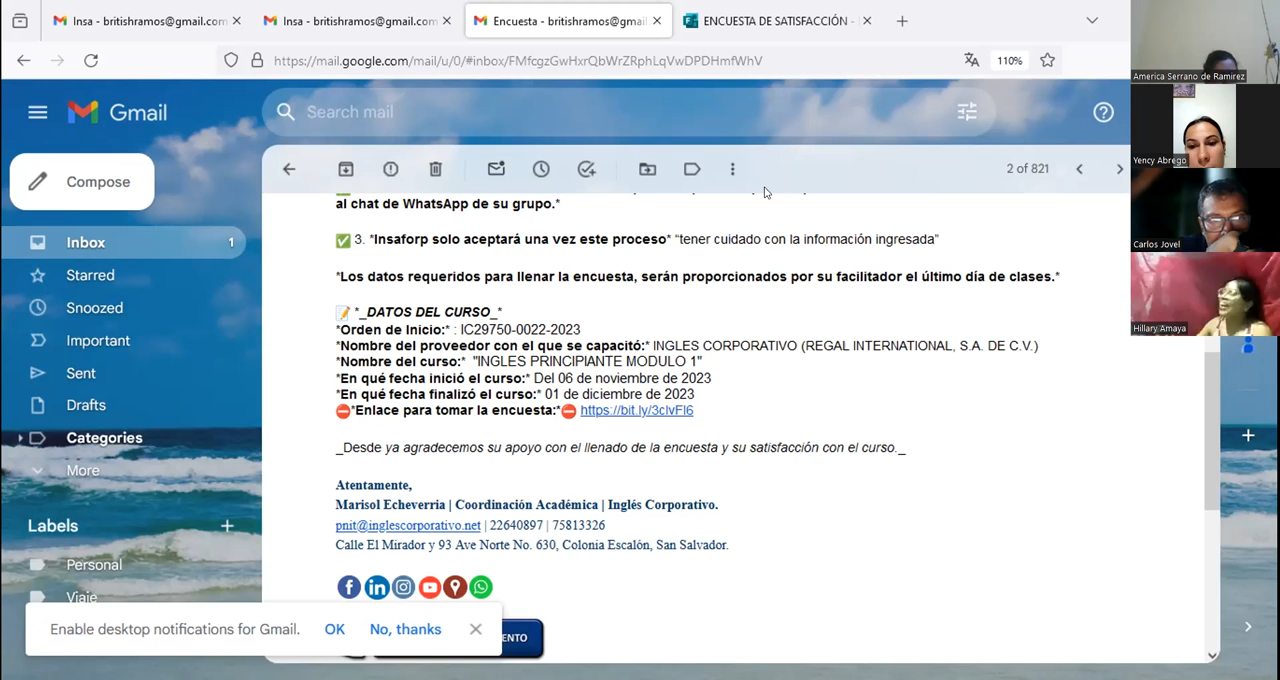 Insa - britishramos@gmail.com
Insa - britishramos@gmail.com
Encuesta - britishramos@gmai
ENCUESTA DE SATISFACCIÓN -
https://mail.google.com/mail/u/0/#inbox/FMfcgzGwHxrQbWrZRphLqVwDPDHmfWhV
110%
America Serrano de Ramirez
Yency Abrego
Carlos Jovel
Hillary Amaya
Gmail
Search mail
Compose
2 of 821
Inbox
1
Starred
Snoozed
Important
Sent
Drafts
Categories
More
Labels
Personal
Viaje
al chat de WhatsApp de su grupo.*
3. *Insaforp solo aceptará una vez este proceso* “tener cuidado con la información ingresada”
*Los datos requeridos para llenar la encuesta, serán proporcionados por su facilitador el último día de clases.*
*_DATOS DEL CURSO_*
*Orden de Inicio:* : IC29750-0022-2023
*Nombre del proveedor con el que se capacitó:* INGLES CORPORATIVO (REGAL INTERNATIONAL, S.A. DE C.V.)
*Nombre del curso:* "INGLES PRINCIPIANTE MODULO 1"
*En qué fecha inició el curso:* Del 06 de noviembre de 2023
*En qué fecha finalizó el curso:* 01 de diciembre de 2023
*Enlace para tomar la encuesta:* https://bit.ly/3clvFl6
_Desde ya agradecemos su apoyo con el llenado de la encuesta y su satisfacción con el curso._
Atentamente,
Marisol Echeverria | Coordinación Académica | Inglés Corporativo.
pnit@inglescorporativo.net | 22640897 | 75813326
Calle El Mirador y 93 Ave Norte No. 630, Colonia Escalón, San Salvador.
Enable desktop notifications for Gmail.
OK
No, thanks